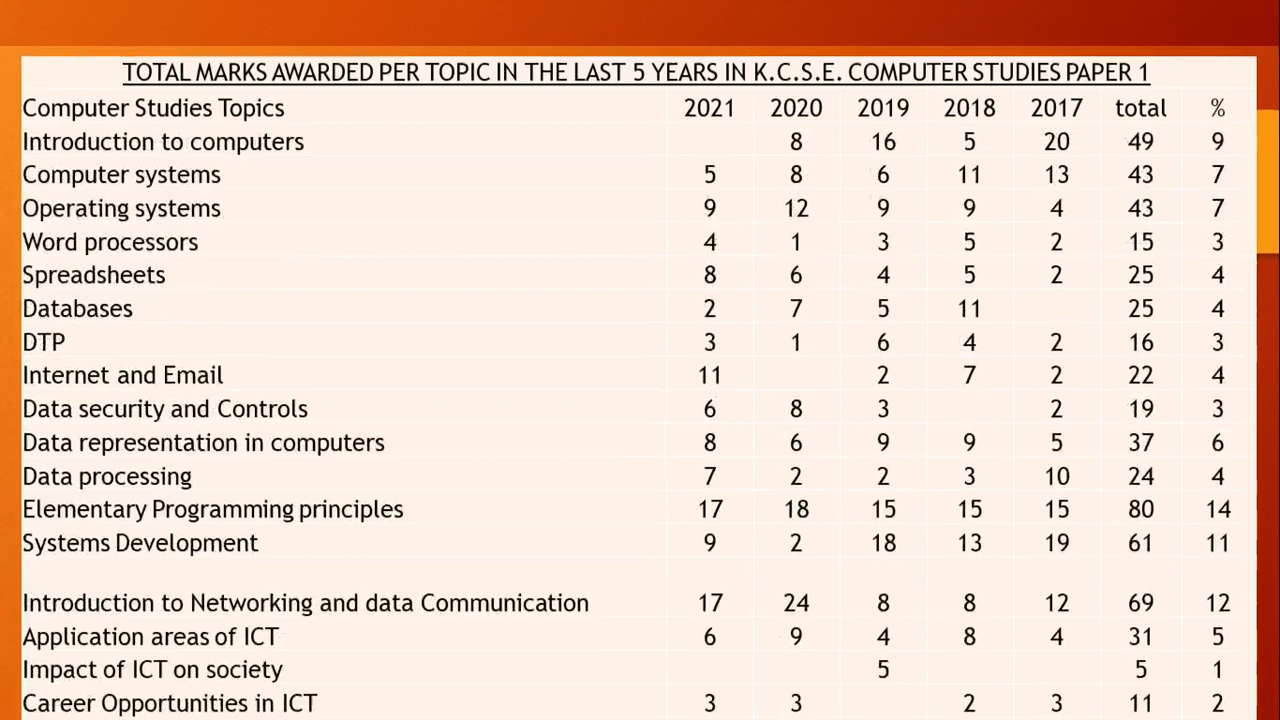 TOTAL MARKS AWARDED PER TOPIC IN THE LAST 5 YEARS IN K.C.S.E. COMPUTER STUDIES PAPER 1
Computer Studies Topics 2021 2020 2019 2018 2017 total %
Introduction to computers 8 16 5 20 49 9
Computer systems 5 8 6 11 13 43 7
Operating systems 9 12 9 9 4 43 7
Word processors 4 1 3 5 2 15 3
Spreadsheets 8 6 4 5 2 25 4
Databases 2 7 5 11 25 4
DTP 3 1 6 4 2 16 3
Internet and Email 11 2 7 2 22 4
Data security and Controls 6 8 3 2 19 3
Data representation in computers 8 6 9 9 5 37 6
Data processing 7 2 2 3 10 24 4
Elementary Programming principles 17 18 15 15 15 80 14
Systems Development 9 2 18 13 19 61 11
Introduction to Networking and data Communication 17 24 8 8 12 69 12
Application areas of ICT 6 9 4 8 4 31 5
Impact of ICT on society 5 5 1
Career Opportunities in ICT 3 3 2 3 11 2